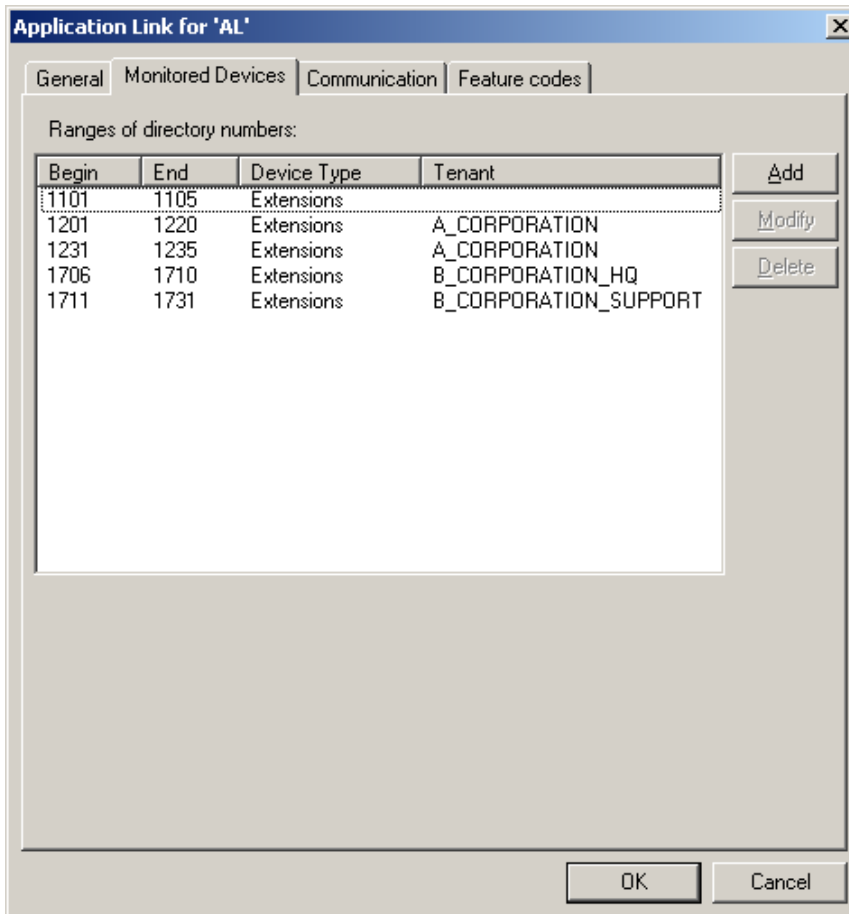 Application Link for 'AL'
General Monitored Devices Communication Feature codes
Ranges of directory numbers:
Begin End Device Type Tenant
1101 1105 Extensions
1201 1220 Extensions A_CORPORATION
1231 1235 Extensions A_CORPORATION
1706 1710 Extensions B_CORPORATION_HQ
1711 1731 Extensions B_CORPORATION_SUPPORT
Add
Modify
Delete
OK Cancel